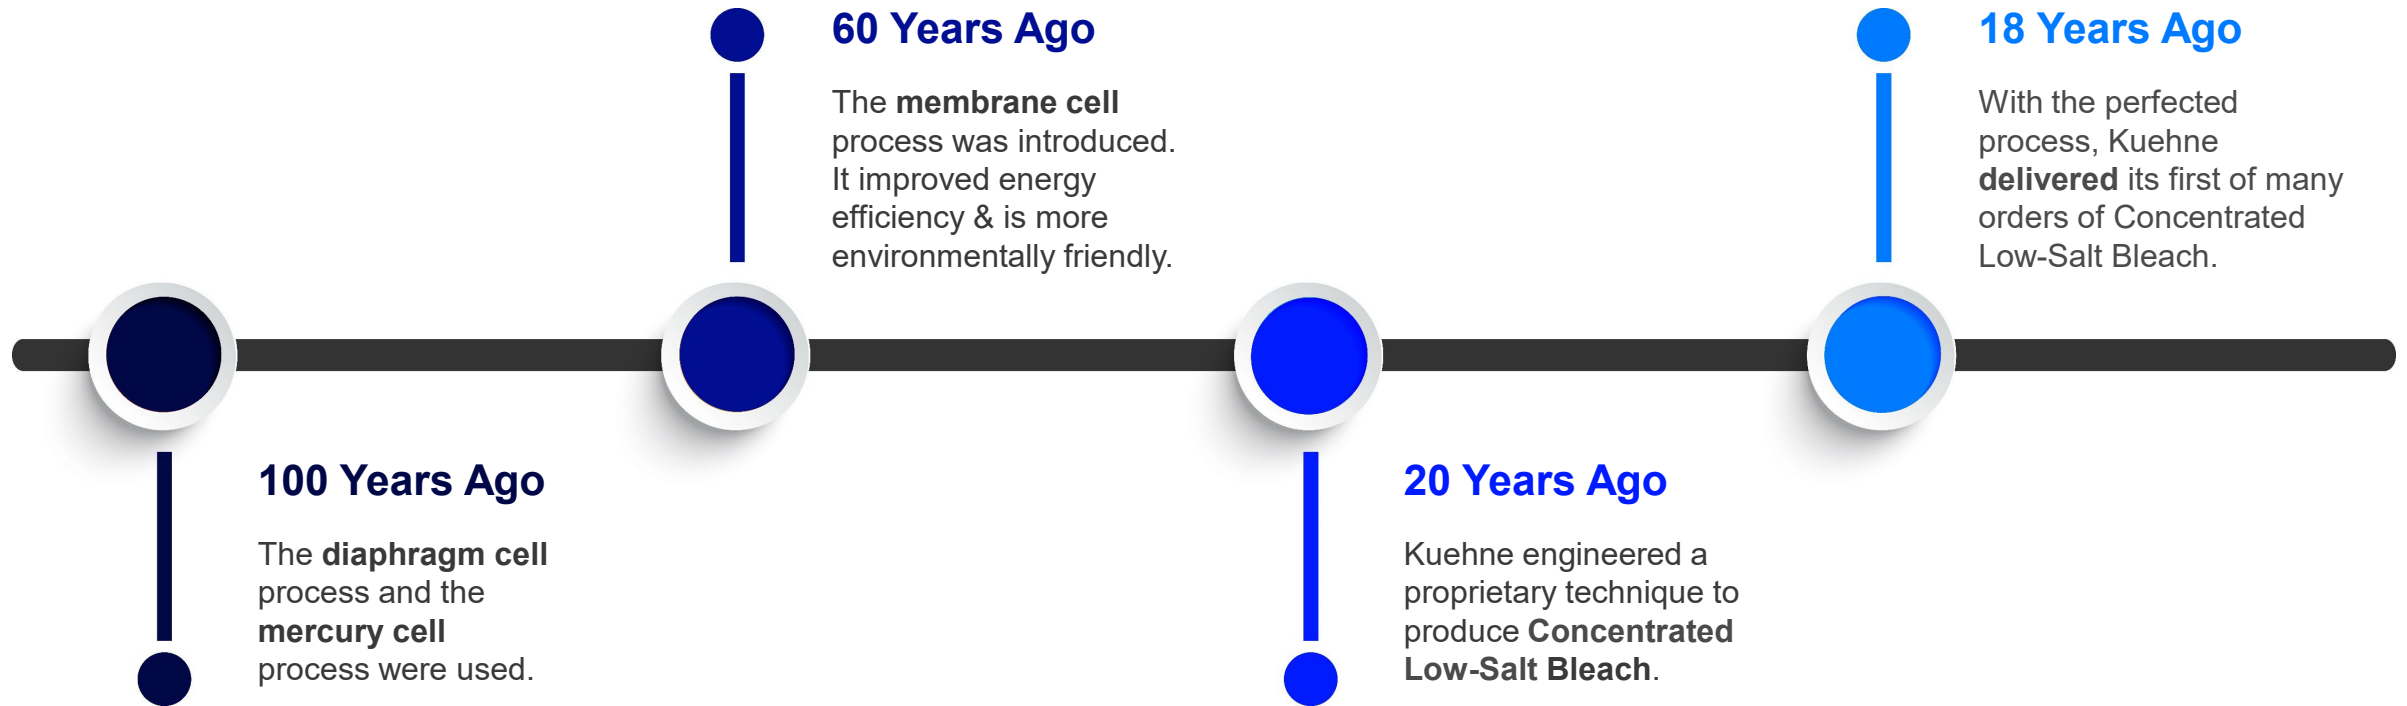 100 Years Ago
The diaphragm cell
process and the
mercury cell
process were used.
60 Years Ago
The membrane cell
process was introduced.
It improved energy
efficiency & is more
environmentally friendly.
20 Years Ago
Kuehne engineered a
proprietary technique to
produce Concentrated
Low-Salt Bleach.
18 Years Ago
With the perfected
process, Kuehne
delivered its first of many
orders of Concentrated
Low-Salt Bleach.